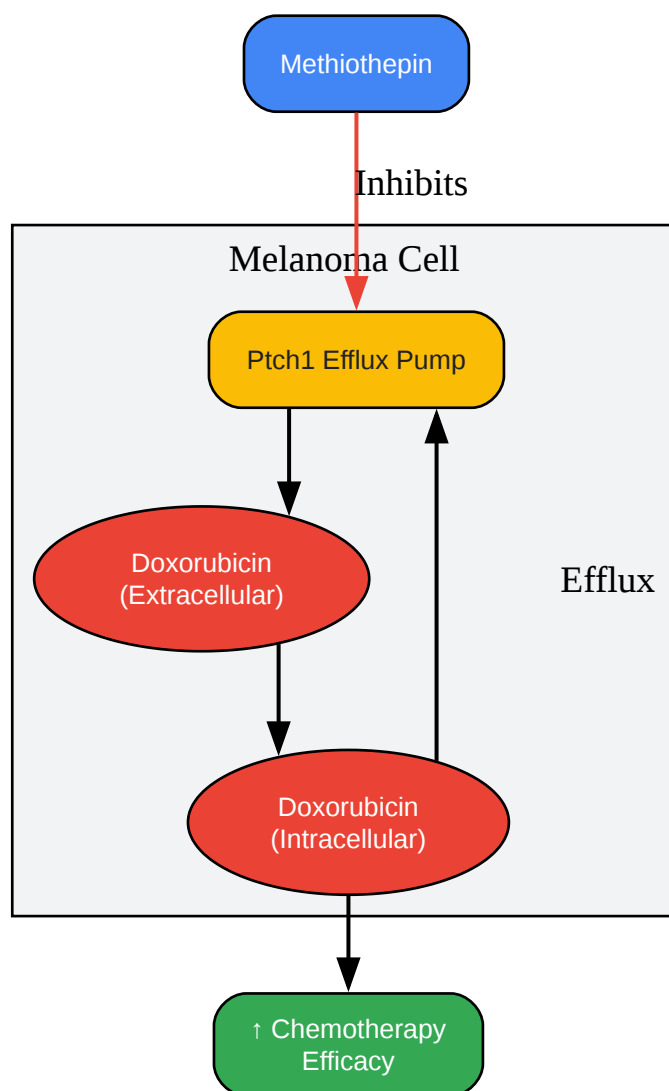 Methiothepin
Inhibits
Melanoma Cell
Ptch1 Efflux Pump
Doxorubicin
(Extracellular)
Efflux
Doxorubicin
(Intracellular)
↑ Chemotherapy
Efficacy